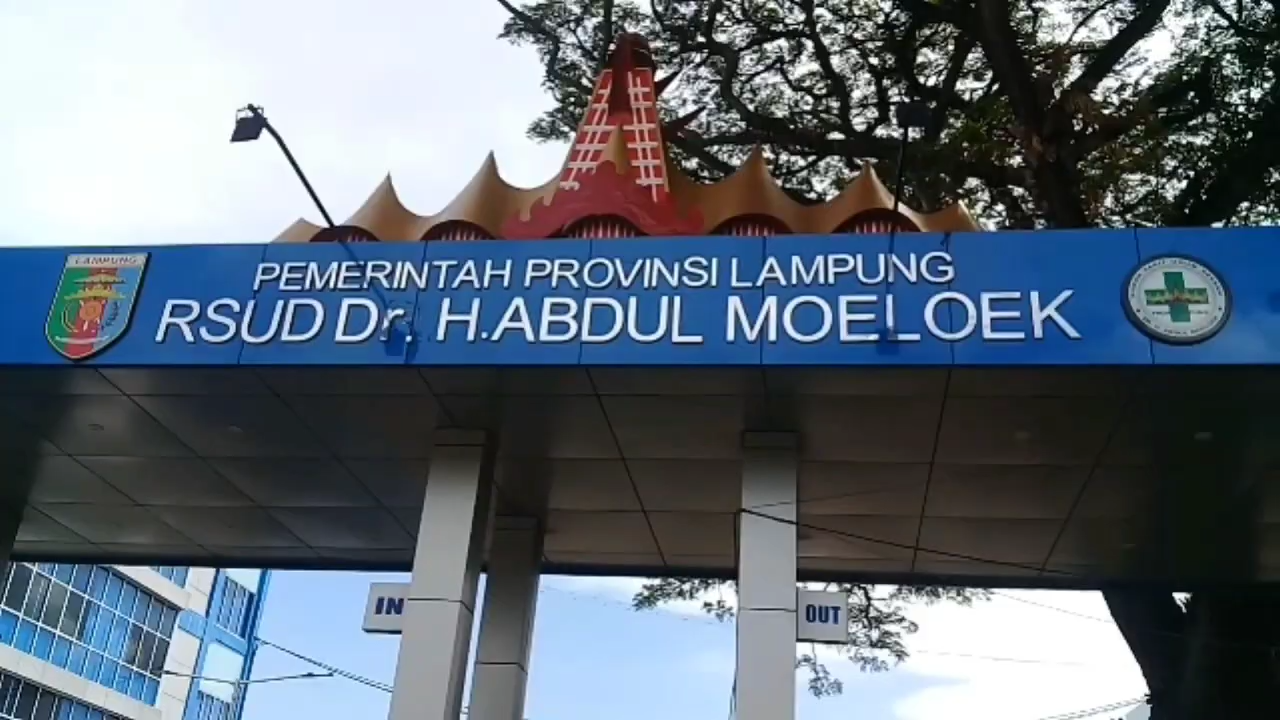 LAMPUNG
PEMERINTAH PROVINSI LAMPUNG
RSUD Dr. H.ABDUL MOELOEK
IN
OUT